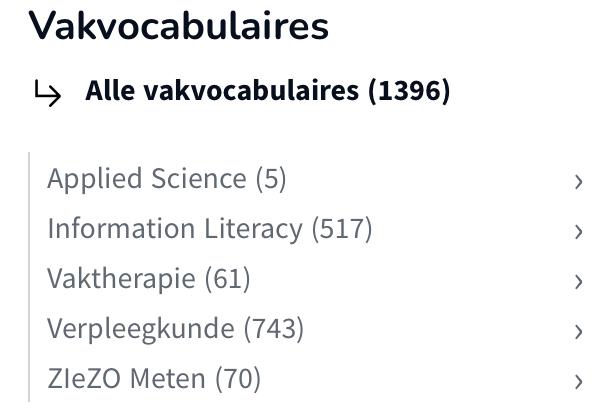 Vakvocabulaires
Alle vakvocabulaires (1396)
Applied Science (5)
Information Literacy (517)
Vaktherapie (61)
Verpleegkunde (743)
ZIeZO Meten (70)